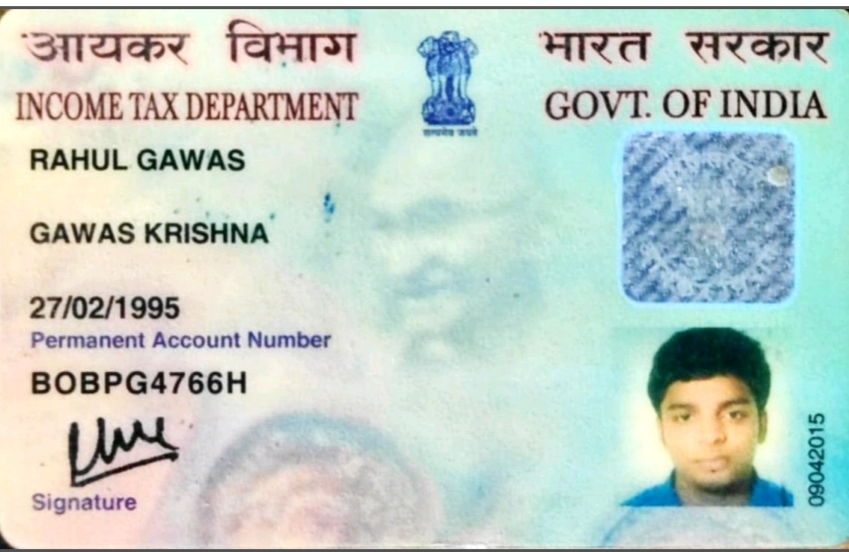 आयकर विभाग
भारत सरकार
INCOME TAX DEPARTMENT
GOVT. OF INDIA
सत्यमेव जयते
RAHUL GAWAS
GAWAS KRISHNA
27/02/1995
Permanent Account Number
BOBPG4766H
Signature
09042015